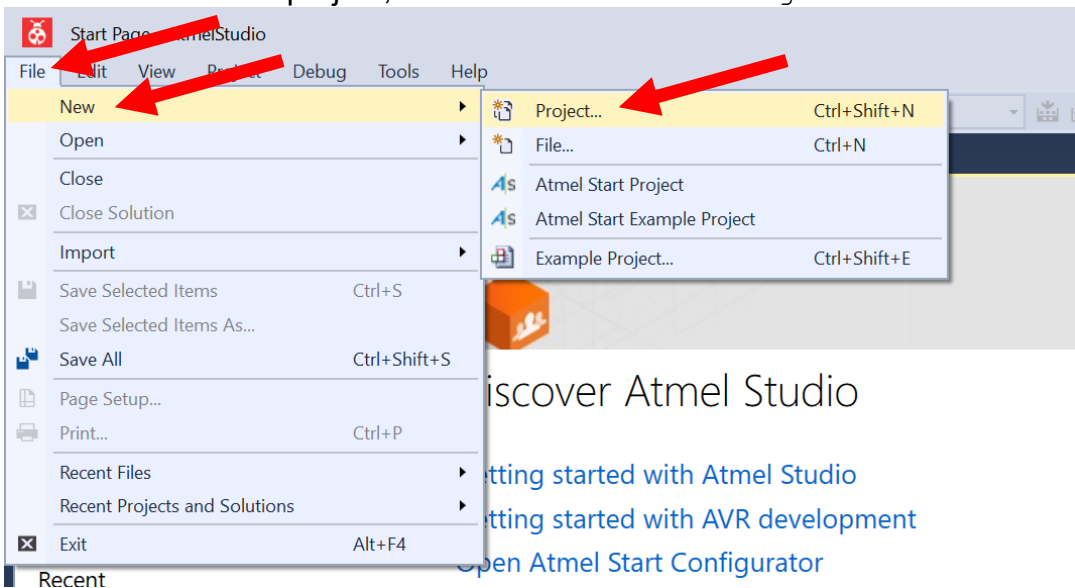 project,
Start Page AtmelStudio
File Edit View Project Debug Tools Help
New
Open
Close
Close Solution
Import
Save Selected Items Ctrl+S
Save Selected Items As...
Save All Ctrl+Shift+S
Page Setup...
Print... Ctrl+P
Recent Files
Recent Projects and Solutions
Exit Alt+F4
Project... Ctrl+Shift+N
File... Ctrl+N
Atmel Start Project
Atmel Start Example Project
Example Project... Ctrl+Shift+E
iscover Atmel Studio
etting started with Atmel Studio
etting started with AVR development
Open Atmel Start Configurator
Recent